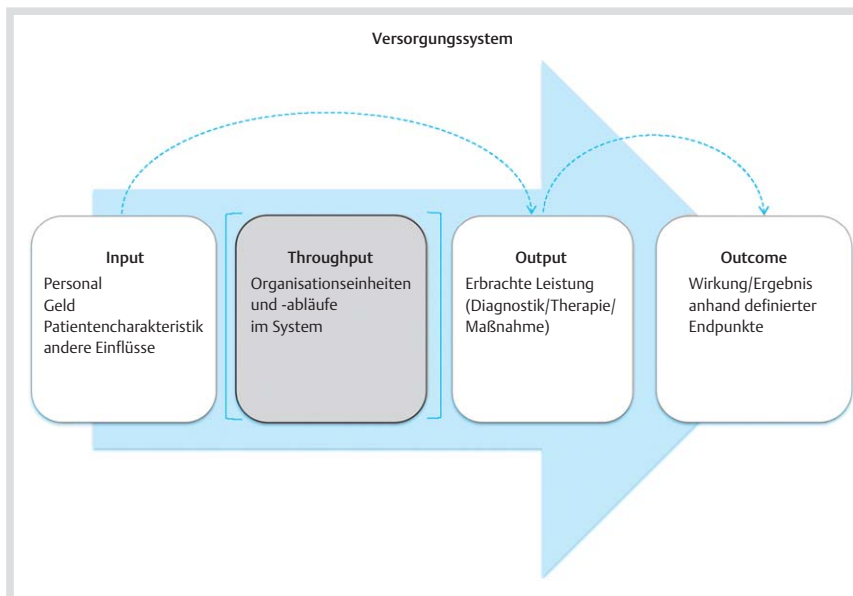 Versorgungssystem
Input
Personal
Geld
Patientencharakteristik
andere Einflüsse
Throughput
Organisationseinheiten
und -abläufe
im System
Output
Erbrachte Leistung
(Diagnostik/Therapie/
Maßnahme)
Outcome
Wirkung/Ergebnis
anhand definierter
Endpunkte